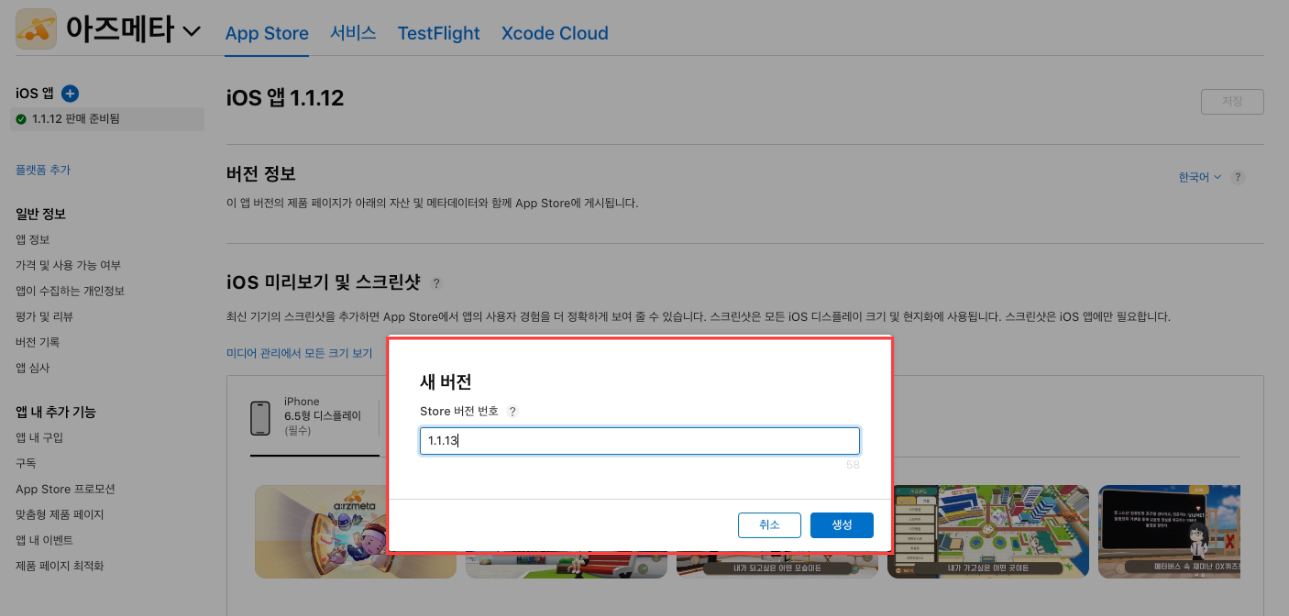 아즈메타
App Store 서비스 TestFlight Xcode Cloud
iOS 앱
1.1.12 판매 준비됨
플랫폼 추가
일반 정보
앱 정보
가격 및 사용 가능 여부
앱이 수집하는 개인정보
평가 및 리뷰
버전 기록
앱 심사
앱 내 추가 기능
앱 내 구입
구독
App Store 프로모션
맞춤형 제품 페이지
앱 내 이벤트
제품 페이지 최적화
iOS 앱 1.1.12
저장
버전 정보
한국어 ?
이 앱 버전의 제품 페이지가 아래의 자산 및 메타데이터와 함께 App Store에 게시됩니다.
iOS 미리보기 및 스크린샷 ?
최신 기기의 스크린샷을 추가하면 App Store에서 앱의 사용자 경험을 더 정확하게 보여 줄 수 있습니다. 스크린샷은 모든 iOS 디스플레이 크기 및 현지화에 사용됩니다. 스크린샷은 iOS 앱에만 필요합니다.
미디어 관리에서 모든 크기 보기
iPhone
6.5형 디스플레이
(필수)
새 버전
Store 버전 번호 ?
1.1.13
58
취소 생성
a:rzmeta
내가 되고싶은 어떤 모습이든
내가 가고싶은 어떤 곳이든
메타버스 속 재미난 OX퀴즈